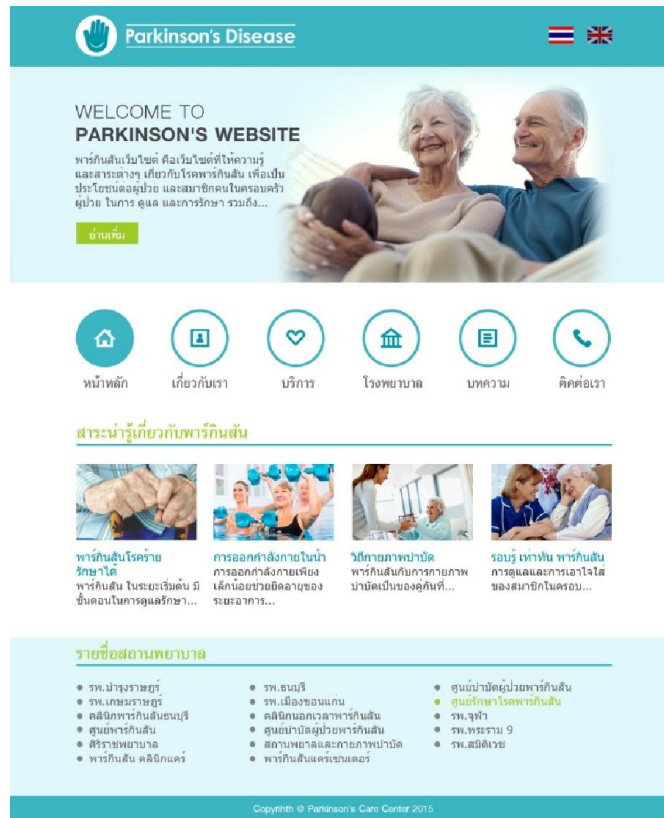 Parkinson's Disease
WELCOME TO
PARKINSON'S WEBSITE
พาร์กินสันเว็บไซต์ คือเว็บไซต์ที่ให้ความรู้
และสาระต่างๆ เกี่ยวกับโรคพาร์กินสัน เพื่อเป็น
ประโยชน์ต่อผู้ป่วย และสมาชิกคนในครอบครัว
ผู้ป่วย ในการ ดูแล และการรักษา รวมถึง...
อ่านเพิ่ม
หน้าหลัก
เกี่ยวกับเรา
บริการ
โรงพยาบาล
บทความ
ติดต่อเรา
สาระน่ารู้เกี่ยวกับพาร์กินสัน
พาร์กินสันโรคร้าย
รักษาได้
พาร์กินสัน ในระยะเริ่มต้น มี
ขั้นตอนในการดูแลรักษา...
การออกกำลังกายในน้ำ
การออกกำลังกายเพียง
เล็กน้อยช่วยยืดอายุของ
ระยะอาการ...
วิถีกายภาพบำบัด
พาร์กินสันกับการกายภาพ
บำบัดเป็นของคู่กันที่...
รอบรู้ เท่าทัน พาร์กินสัน
การดูแลและการเอาใจใส่
ของสมาชิกในครอบ...
รายชื่อสถานพยาบาล
รพ.บำรุงราษฎร์
รพ.เกษมราษฎร์
คลินิกพาร์กินสันธนบุรี
ศูนย์พาร์กินสัน
ศิริราชพยาบาล
พาร์กินสัน คลินิกแคร์
รพ.ธนบุรี
รพ.เมืองขอนแก่น
คลินิกนอกเวลาพาร์กินสัน
ศูนย์บำบัดผู้ป่วยพาร์กินสัน
สถานพยาลและกายภาพบำบัด
พาร์กินสันแคร์เซนเตอร์
ศูนย์บำบัดผู้ป่วยพาร์กินสัน
ศูนย์รักษาโรคพาร์กินสัน
รพ.จุฬา
รพ.พระราม 9
รพ.สมิติเวช
Copyrihth @ Parkinson's Care Center 2015